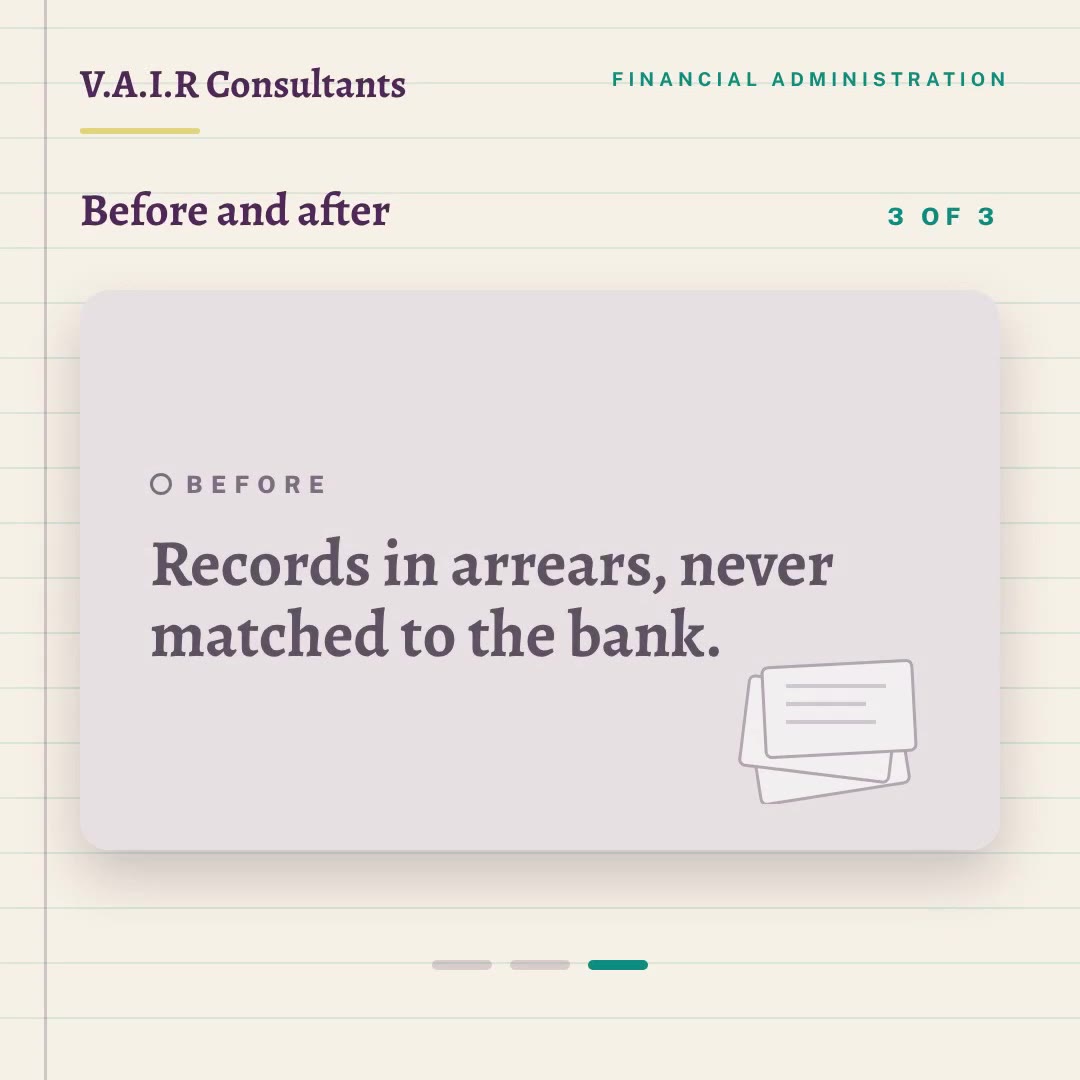 V.A.I.R Consultants
FINANCIAL ADMINISTRATION
Before and after
3 OF 3
BEFORE
Records in arrears, never
matched to the bank.